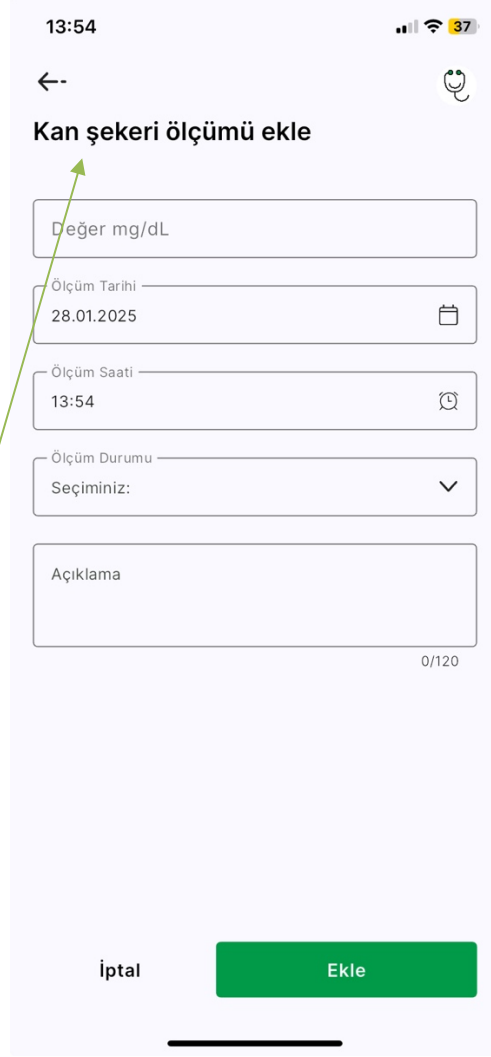 13:54
37
Kan şekeri ölçümü ekle
Değer mg/dL
Ölçüm Tarihi
28.01.2025
Ölçüm Saati
13:54
Ölçüm Durumu
Seçiminiz:
Açıklama
0/120
İptal
Ekle